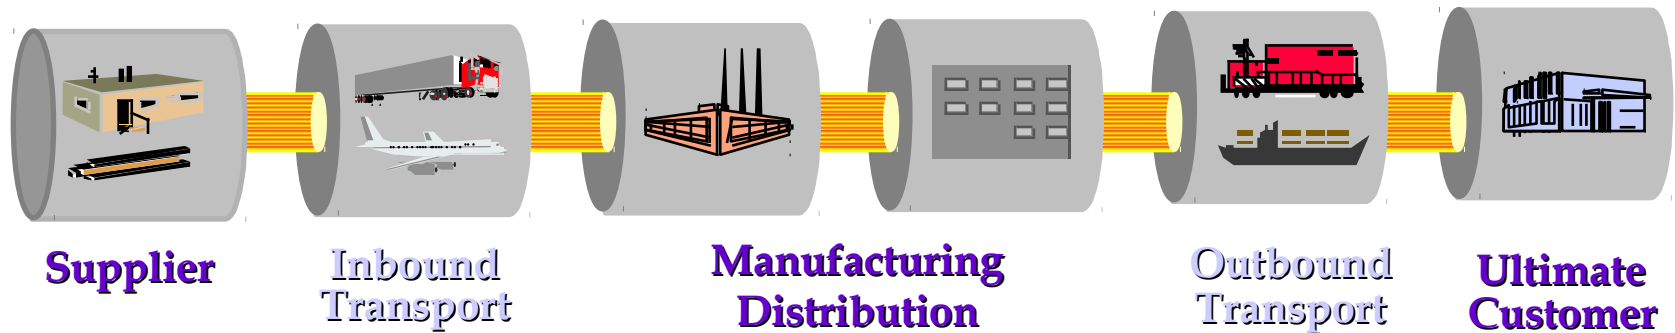 Supplier
Inbound
Transport
Manufacturing
Distribution
Outbound
Transport
Ultimate
Customer